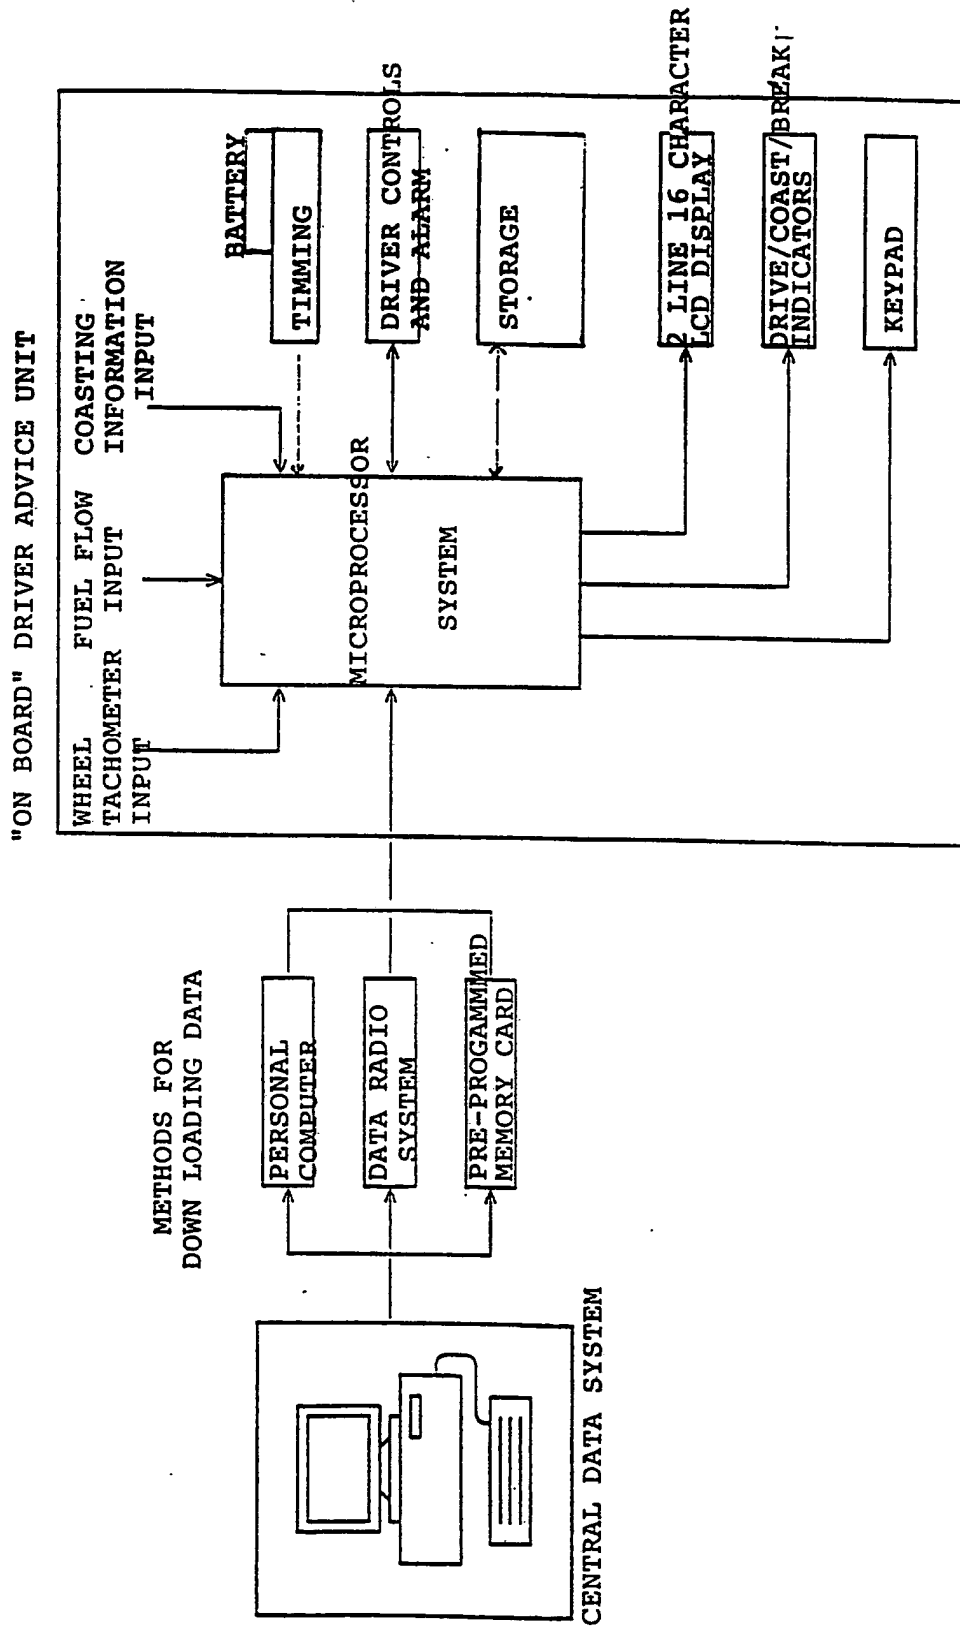 "ON BOARD" DRIVER ADVICE UNIT
WHEEL
TACHOMETER
INPUT
FUEL FLOW
INPUT
COASTING
INFORMATION
INPUT
BATTERY
TIMMING
DRIVER CONTROLS
AND ALARM
STORAGE
2 LINE 16 CHARACTER
LCD DISPLAY
DRIVE/COAST/BREAK
INDICATORS
KEYPAD
MICROPROCESSOR
SYSTEM
METHODS FOR
DOWN LOADING DATA
PERSONAL
COMPUTER
DATA RADIO
SYSTEM
PRE-PROGAMMMED
MEMORY CARD
CENTRAL DATA SYSTEM